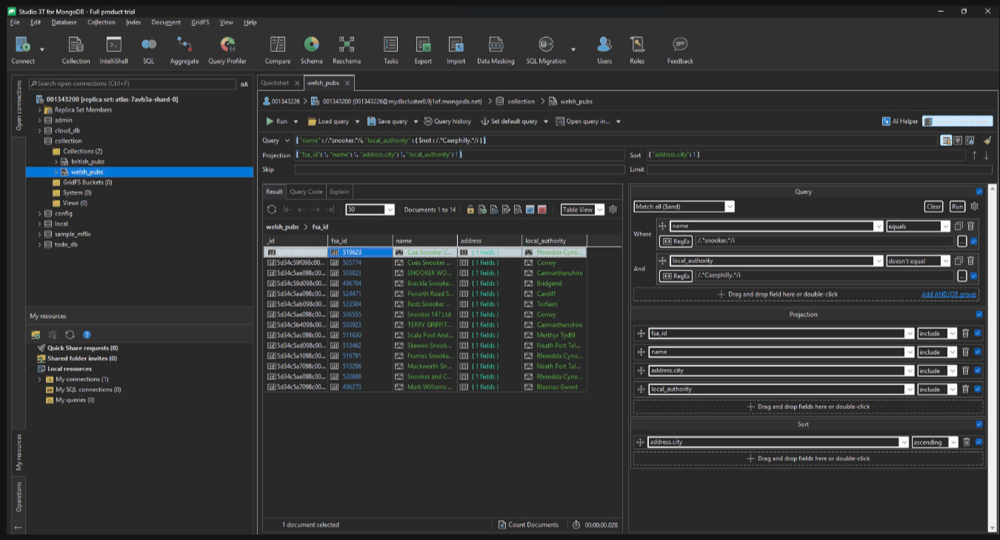 Studio 3T for MongoDB - Full product trial
File Edit Database Collection Index Document GridFS View Help
Connect Collection IntelliShell SQL Aggregate Query Profiler Compare Schema Reschema Tasks Export Import Data Masking SQL Migration Users Roles Feedback
Open connections
Search open connections (Ctrl+F) aA
001343200 [replica set: atlas-7avb3a-shard-0]
Replica Set Members
admin
cloud_db
collection
Collections (2)
british_pubs
welsh_pubs
GridFS Buckets (0)
System (0)
Views (0)
config
local
sample_mflix
todo_db
My resources
Quick Share requests (0)
Shared folder invites (0)
Local resources
My connections (1)
My SQL connections (0)
My queries (0)
My resources
Operations
Quickstart welsh_pubs
001343226 001343200 (001343226@mydbcluster0.9j1of.mongodb.net) collection welsh_pubs
Run Load query Save query Query history Set default query Open query in... AI Helper
Query { "name" : /.*snooker.*/i, "local_authority" : { $not : /.*Caerphilly.*/i } }
Projection { "fsa_id": 1, "name": 1, "address.city": 1, "local_authority": 1 } Sort { "address.city": 1 }
Skip Limit
Result Query Code Explain
50 Documents 1 to 14 Table View
welsh_pubs > fsa_id
_id fsa_id name address local_authority
519623 Cue Snooker C... { 1 fields } Rhondda Cyno...
5d34c59f098c00... 505774 Cues Snooker ... { 1 fields } Conwy
5d34c5ae098c00... 503823 SNOOKER WO... { 1 fields } Carmarthenshire
5d34c59d098c00... 496704 Brackla Snooke... { 1 fields } Bridgend
5d34c5aa098c00... 524471 Penarth Road S... { 1 fields } Cardiff
5d34c5ab098c00... 523504 Redz Snooker ... { 1 fields } Torfaen
5d34c5ae098c00... 506555 Snooker 147 Ltd { 1 fields } Conwy
5d34c5b4098c00... 503923 TERRY GRIFFIT... { 1 fields } Carmarthenshire
5d34c5ac098c00... 511630 Scala Pool And... { 1 fields } Merthyr Tydfil
5d34c5ad098c00... 513462 Skewen Snook... { 1 fields } Neath Port Tal...
5d34c5a1098c00... 519791 Frames Snooke... { 1 fields } Rhondda Cyno...
5d34c5a7098c00... 513206 Mackworth Sn... { 1 fields } Neath Port Tal...
5d34c5ae098c00... 520608 Snooker and C... { 1 fields } Rhondda Cyno...
5d34c5a7098c00... 496273 Mark Williams ... { 1 fields } Blaenau Gwent
1 document selected Count Documents 00:00:00.028
Query
Match all ($and) Clear Run
Where name equals
RegEx /.*snooker.*/i ...
And local_authority doesn't equal
RegEx /.*Caerphilly.*/i ...
Drag and drop field here or double-click Add AND/OR group
Projection
fsa_id include
name include
address.city include
local_authority include
Drag and drop fields here or double-click
Sort
address.city ascending
Drag and drop fields here or double-click